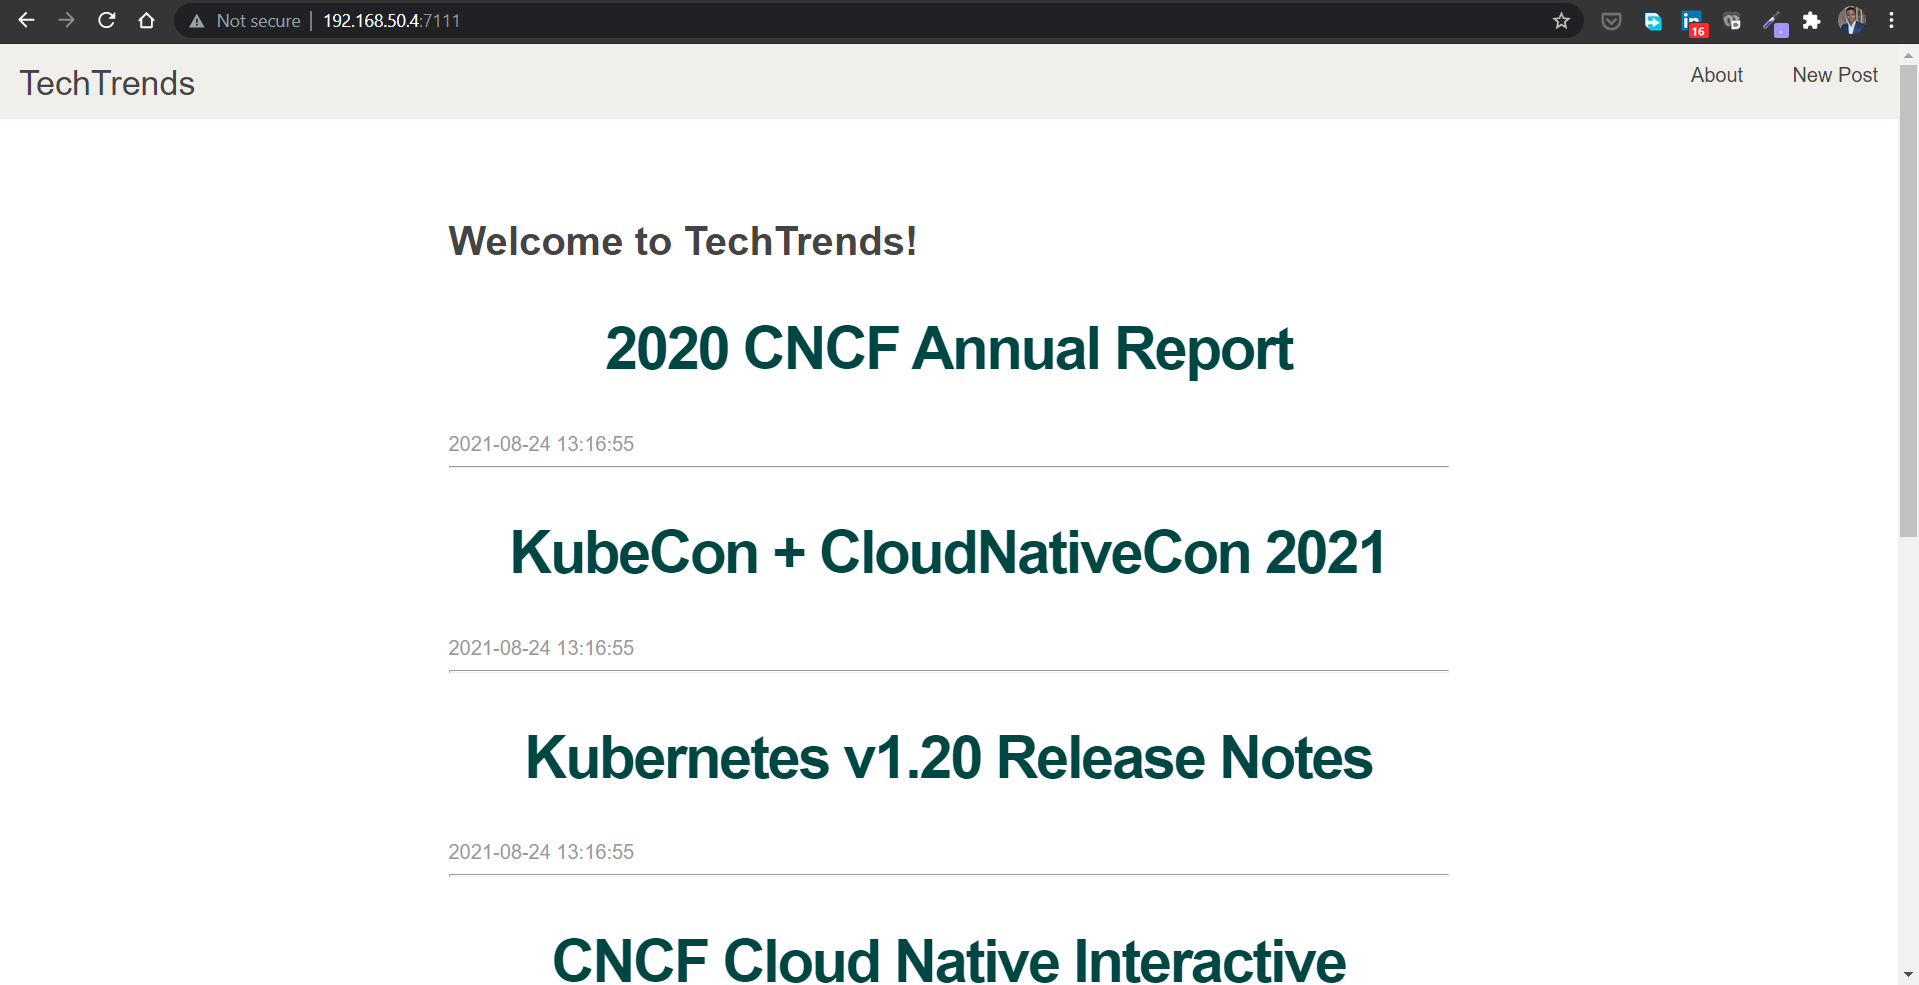 Not secure 192.168.50.4:7111
16
TechTrends
About
New Post
Welcome to TechTrends!
2020 CNCF Annual Report
2021-08-24 13:16:55
KubeCon + CloudNativeCon 2021
2021-08-24 13:16:55
Kubernetes v1.20 Release Notes
2021-08-24 13:16:55
CNCF Cloud Native Interactive